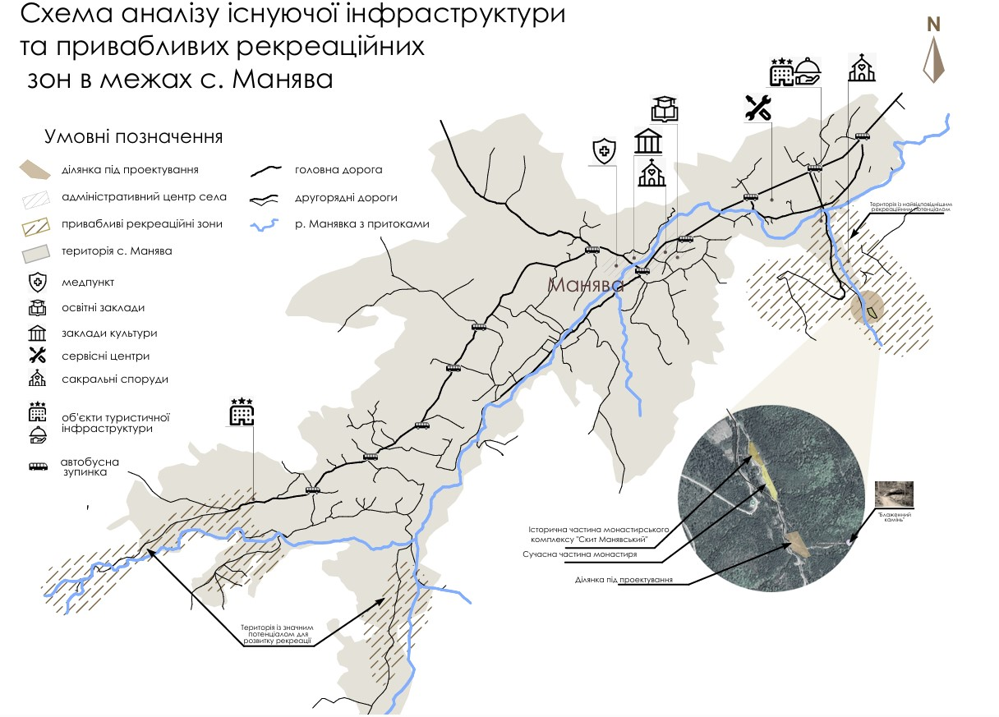 Схема аналізу існуючої інфраструктури
та привабливих рекреаційних
зон в межах с. Манява
N
Умовні позначення
ділянка під проектування
адміністративний центр села
привабливі рекреаційні зони
територія с. Манява
головна дорога
другорядні дороги
р. Манявка з притоками
медпункт
освітні заклади
заклади культури
сервісні центри
сакральні споруди
об'єкти туристичної
інфраструктури
автобусна
зупинка
Територія із найвідповіднішим
рекреаційним потенціалом
Манява
Історична частина монастирського
комплексу "Скит Манявський"
Сучасна частина монастиря
Ділянка під проектування
"Блаженний
камінь"
Територія із значним
потенціалом для
розвитку рекреації